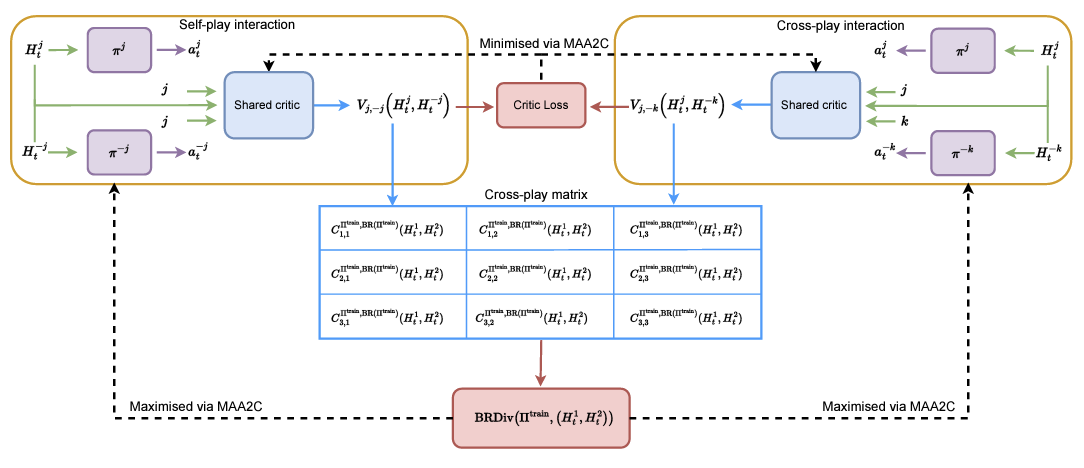 Self-play interaction
Cross-play interaction
Minimised via MAA2C
$H_t^j$
$\pi^j$
$a_t^j$
$j$
$j$
Shared critic
$V_{j,-j}(H_t^j, H_t^{-j})$
Critic Loss
$V_{j,-k}(H_t^j, H_t^{-k})$
Shared critic
$a_t^j$
$\pi^j$
$H_t^j$
$j$
$k$
$H_t^{-j}$
$\pi^{-j}$
$a_t^{-j}$
$a_t^{-k}$
$\pi^{-k}$
$H_t^{-k}$
Cross-play matrix
$C_{1,1}^{\Pi^{\text{train}},\text{BR}(\Pi^{\text{train}})}(H_t^1, H_t^2)$ $C_{1,2}^{\Pi^{\text{train}},\text{BR}(\Pi^{\text{train}})}(H_t^1, H_t^2)$ $C_{1,3}^{\Pi^{\text{train}},\text{BR}(\Pi^{\text{train}})}(H_t^1, H_t^2)$
$C_{2,1}^{\Pi^{\text{train}},\text{BR}(\Pi^{\text{train}})}(H_t^1, H_t^2)$ $C_{2,2}^{\Pi^{\text{train}},\text{BR}(\Pi^{\text{train}})}(H_t^1, H_t^2)$ $C_{2,3}^{\Pi^{\text{train}},\text{BR}(\Pi^{\text{train}})}(H_t^1, H_t^2)$
$C_{3,1}^{\Pi^{\text{train}},\text{BR}(\Pi^{\text{train}})}(H_t^1, H_t^2)$ $C_{3,2}^{\Pi^{\text{train}},\text{BR}(\Pi^{\text{train}})}(H_t^1, H_t^2)$ $C_{3,3}^{\Pi^{\text{train}},\text{BR}(\Pi^{\text{train}})}(H_t^1, H_t^2)$
Maximised via MAA2C
$\text{BRDiv}(\Pi^{\text{train}}, (H_t^1, H_t^2))$
Maximised via MAA2C